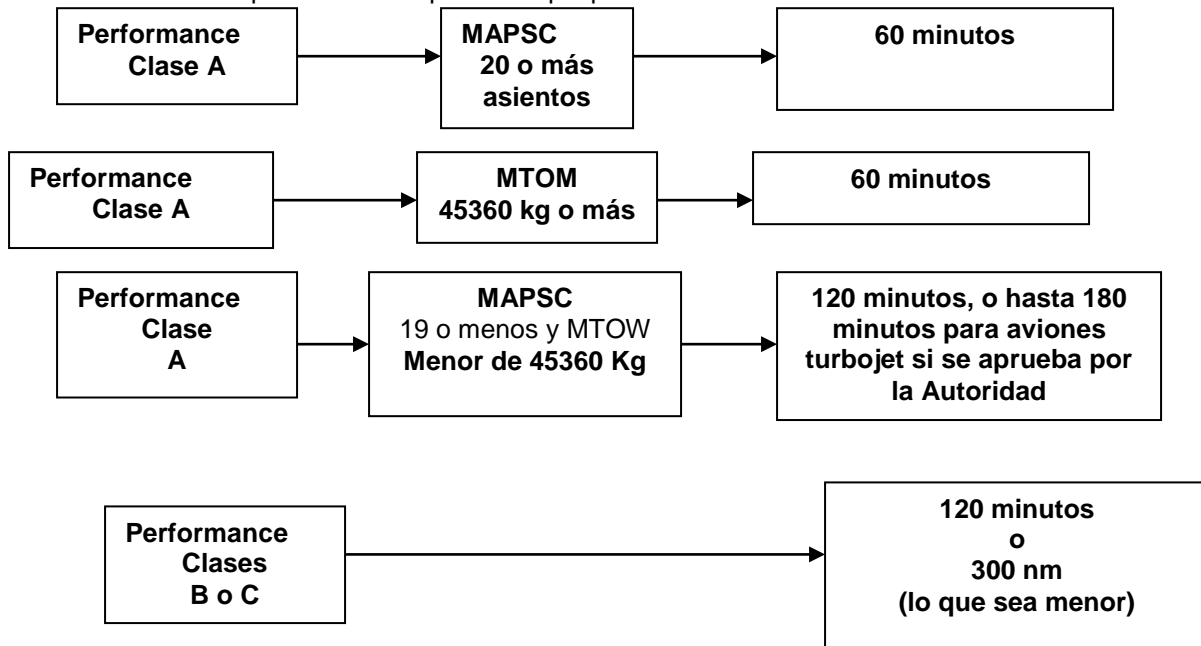 Performance
Clase A
MAPSC
20 o más
asientos
60 minutos
Performance
Clase A
MTOM
45360 kg o más
60 minutos
Performance
Clase
A
MAPSC
19 o menos y MTOW
Menor de 45360 Kg
120 minutos, o hasta 180
minutos para aviones
turbojet si se aprueba por
la Autoridad
Performance
Clases
B o C
120 minutos
o
300 nm
(lo que sea menor)